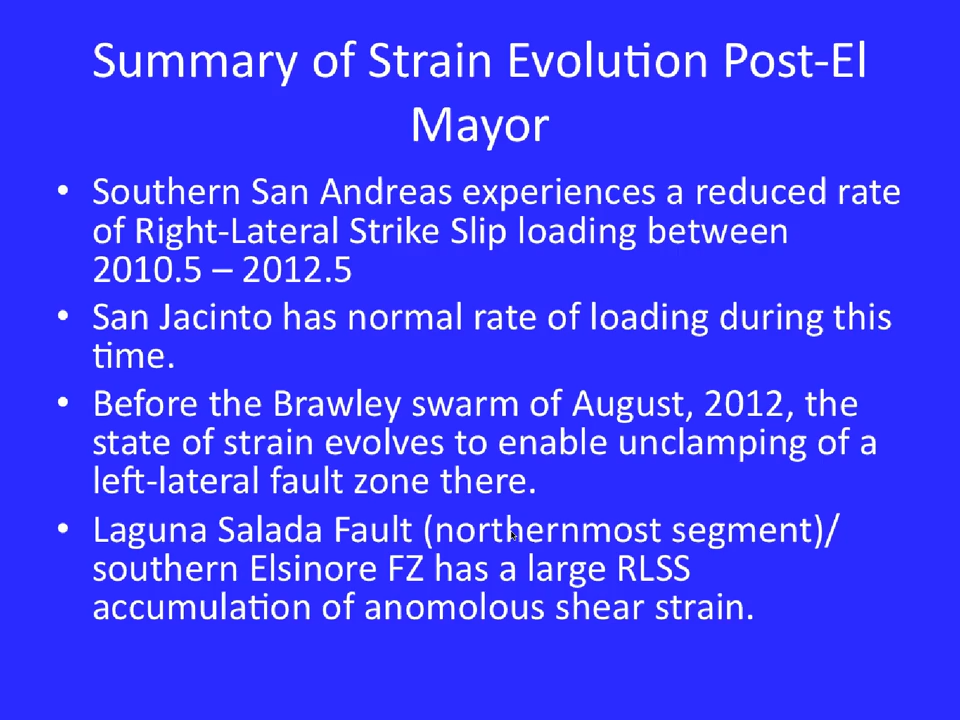 Summary of Strain Evolution Post-El
Mayor
• Southern San Andreas experiences a reduced rate
of Right-Lateral Strike Slip loading between
2010.5 – 2012.5
• San Jacinto has normal rate of loading during this
time.
• Before the Brawley swarm of August, 2012, the
state of strain evolves to enable unclamping of a
left-lateral fault zone there.
• Laguna Salada Fault (northernmost segment)/
southern Elsinore FZ has a large RLSS
accumulation of anomolous shear strain.